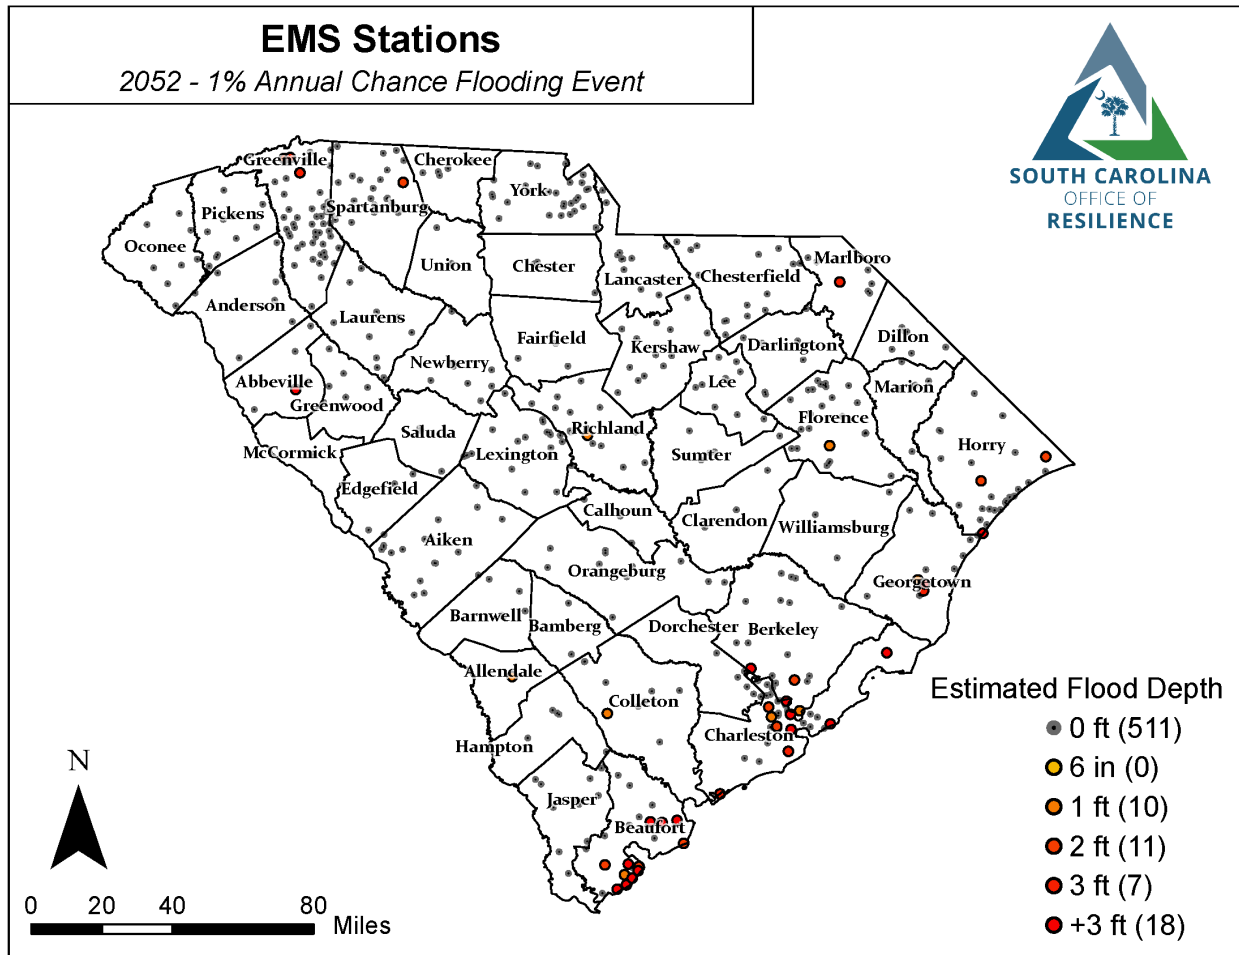 EMS Stations
2052 - 1% Annual Chance Flooding Event
SOUTH CAROLINA
OFFICE OF
RESILIENCE
Greenville
Cherokee
York
Pickens
Spartanburg
Oconee
Union
Chester
Lancaster
Chesterfield
Marlboro
Anderson
Laurens
Fairfield
Kershaw
Darlington
Dillon
Newberry
Abbeville
Greenwood
Lee
Marion
Saluda
Richland
Florence
Horry
McCormick
Lexington
Sumter
Edgefield
Calhoun
Clarendon
Williamsburg
Aiken
Orangeburg
Georgetown
Barnwell
Bamberg
Dorchester
Berkeley
Allendale
Colleton
Charleston
Hampton
Jasper
Beaufort
Estimated Flood Depth
0 ft (511)
6 in (0)
1 ft (10)
2 ft (11)
3 ft (7)
+3 ft (18)
N
0 20 40 80
Miles